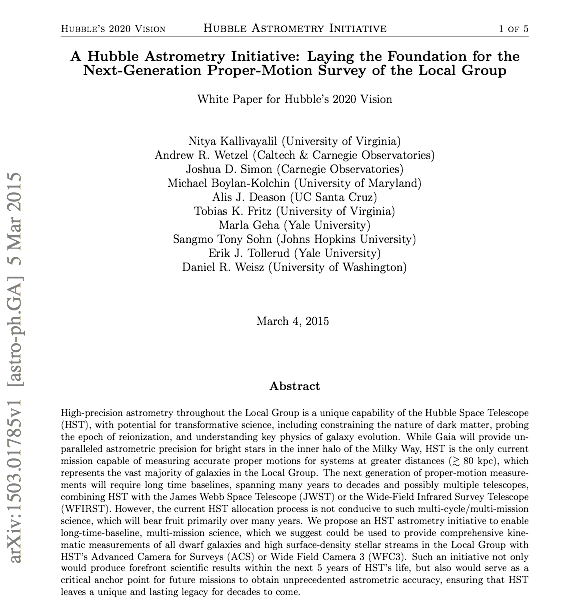 Hubble's 2020 Vision Hubble Astrometry Initiative 1 of 5
A Hubble Astrometry Initiative: Laying the Foundation for the
Next-Generation Proper-Motion Survey of the Local Group
White Paper for Hubble's 2020 Vision
Nitya Kallivayalil (University of Virginia)
Andrew R. Wetzel (Caltech & Carnegie Observatories)
Joshua D. Simon (Carnegie Observatories)
Michael Boylan-Kolchin (University of Maryland)
Alis J. Deason (UC Santa Cruz)
Tobias K. Fritz (University of Virginia)
Marla Geha (Yale University)
Sangmo Tony Sohn (Johns Hopkins University)
Erik J. Tollerud (Yale University)
Daniel R. Weisz (University of Washington)
March 4, 2015
Abstract
High-precision astrometry throughout the Local Group is a unique capability of the Hubble Space Telescope
(HST), with potential for transformative science, including constraining the nature of dark matter, probing
the epoch of reionization, and understanding key physics of galaxy evolution. While Gaia will provide un-
paralleled astrometric precision for bright stars in the inner halo of the Milky Way, HST is the only current
mission capable of measuring accurate proper motions for systems at greater distances (≳ 80 kpc), which
represents the vast majority of galaxies in the Local Group. The next generation of proper-motion measure-
ments will require long time baselines, spanning many years to decades and possibly multiple telescopes,
combining HST with the James Webb Space Telescope (JWST) or the Wide-Field Infrared Survey Telescope
(WFIRST). However, the current HST allocation process is not conducive to such multi-cycle/multi-mission
science, which will bear fruit primarily over many years. We propose an HST astrometry initiative to enable
long-time-baseline, multi-mission science, which we suggest could be used to provide comprehensive kine-
matic measurements of all dwarf galaxies and high surface-density stellar streams in the Local Group with
HST's Advanced Camera for Surveys (ACS) or Wide Field Camera 3 (WFC3). Such an initiative not only
would produce forefront scientific results within the next 5 years of HST's life, but also would serve as a
critical anchor point for future missions to obtain unprecedented astrometric accuracy, ensuring that HST
leaves a unique and lasting legacy for decades to come.
arXiv:1503.01785v1 [astro-ph.GA] 5 Mar 2015